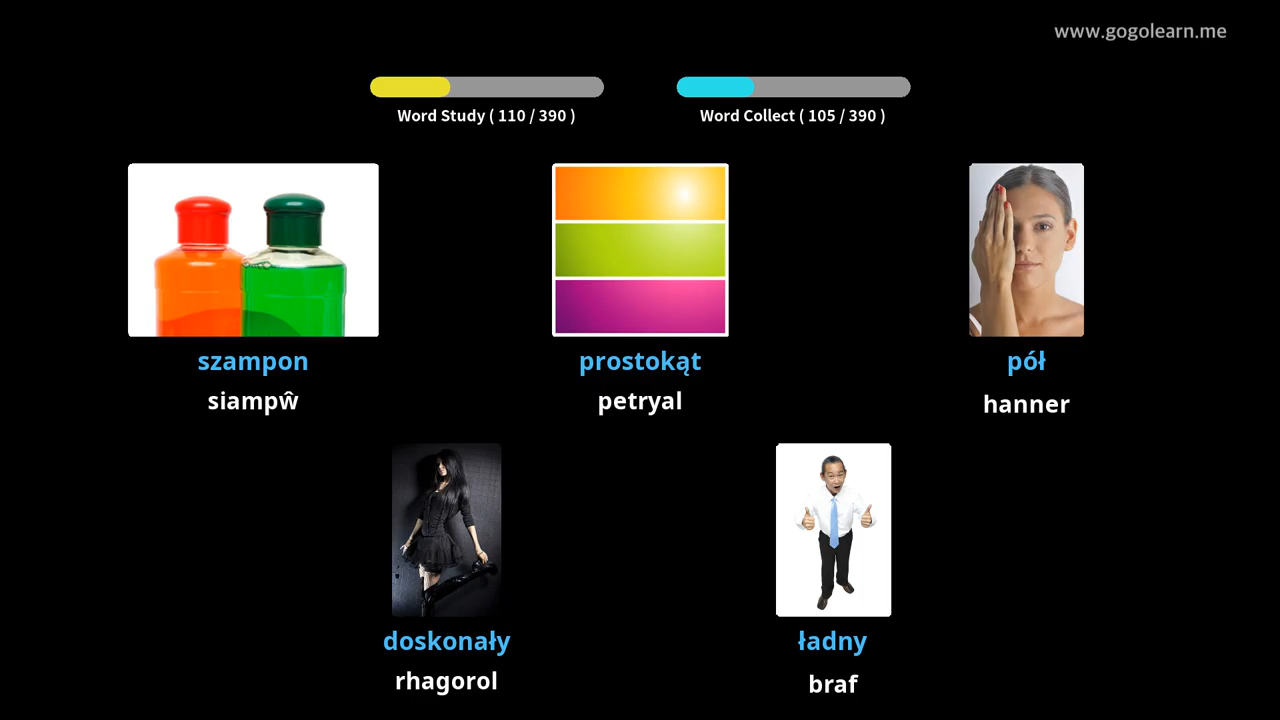 www.gogolearn.me
Word Study ( 110 / 390 )
Word Collect ( 105 / 390 )
szampon
siampŵ
prostokąt
petryal
pół
hanner
doskonały
rhagorol
ładny
braf